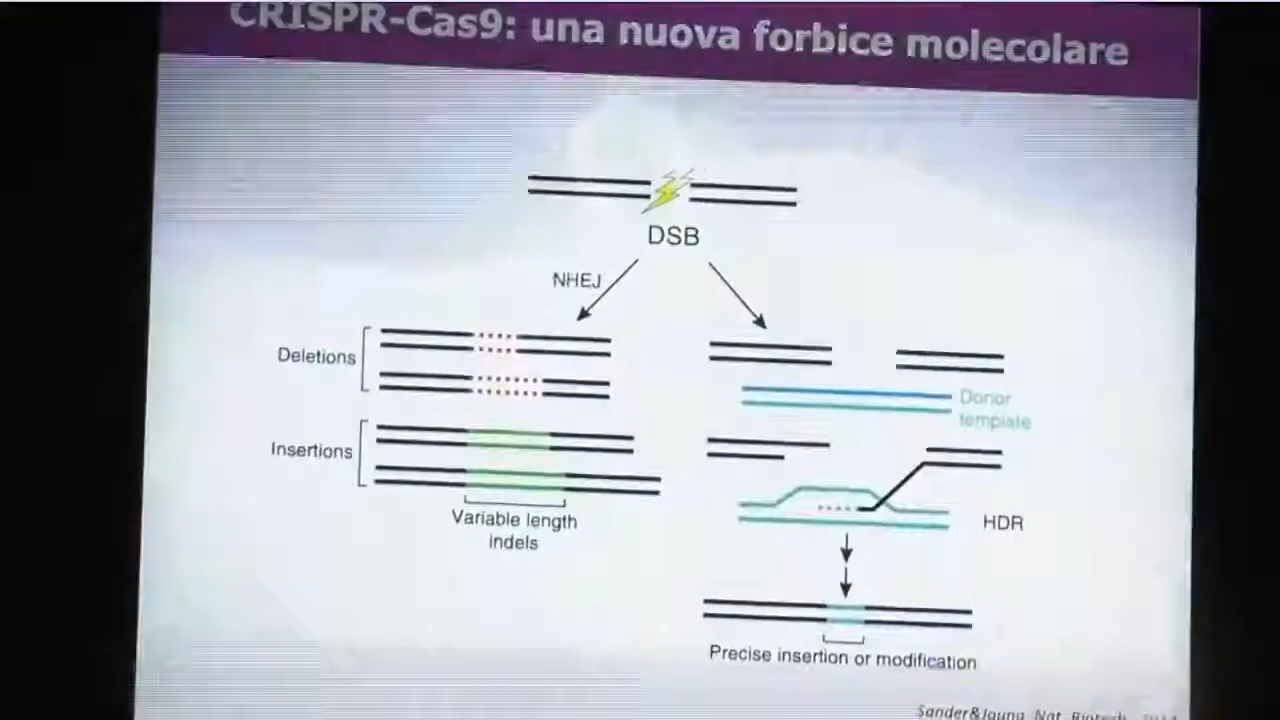 CRISPR-Cas9: una nuova forbice molecolare
DSB
NHEJ
Deletions
Insertions
Variable length
indels
Donor
template
HDR
Precise insertion or modification
Sander&Joung Nat